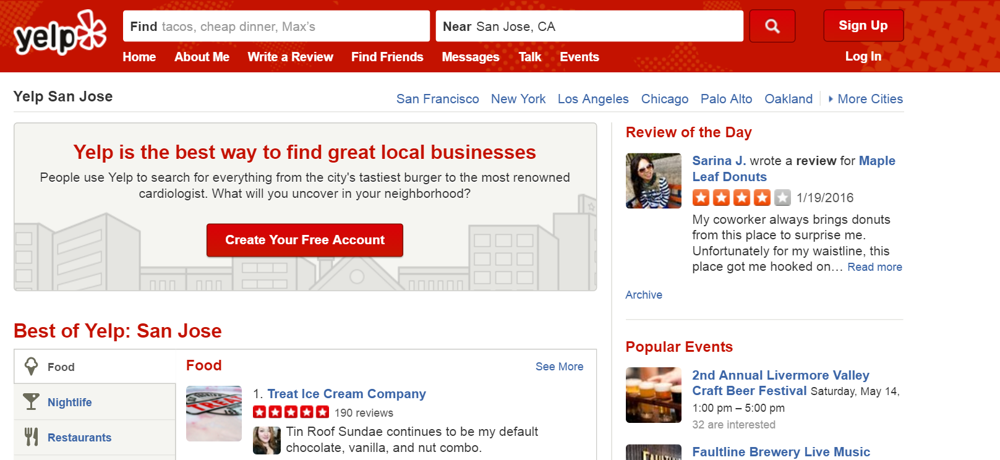 yelp
Find tacos, cheap dinner, Max's
Near San Jose, CA
Sign Up
Home About Me Write a Review Find Friends Messages Talk Events
Log In
Yelp San Jose
San Francisco New York Los Angeles Chicago Palo Alto Oakland More Cities
Yelp is the best way to find great local businesses
People use Yelp to search for everything from the city's tastiest burger to the most renowned
cardiologist. What will you uncover in your neighborhood?
Create Your Free Account
Best of Yelp: San Jose
Food
Nightlife
Restaurants
Food
See More
TREAT
1. Treat Ice Cream Company
190 reviews
Tin Roof Sundae continues to be my default
chocolate, vanilla, and nut combo.
Review of the Day
Sarina J. wrote a review for Maple
Leaf Donuts
1/19/2016
My coworker always brings donuts
from this place to surprise me.
Unfortunately for my waistline, this
place got me hooked on… Read more
Archive
Popular Events
2nd Annual Livermore Valley
Craft Beer Festival Saturday, May 14,
1:00 pm – 5:00 pm
32 are interested
Faultline Brewery Live Music